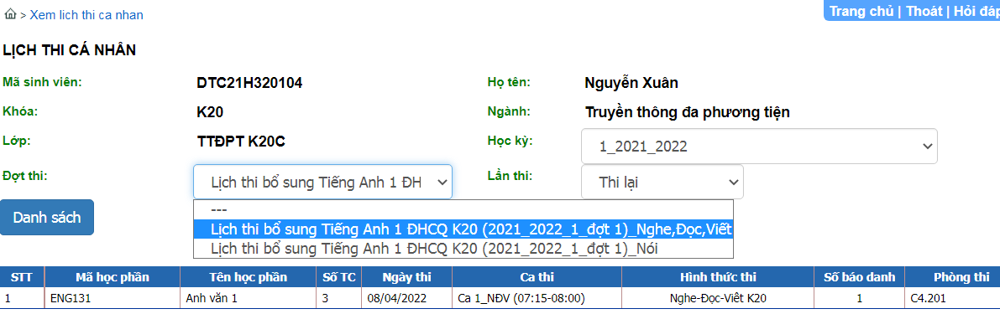 > Xem lich thi ca nhan
Trang chủ | Thoát | Hỏi đáp
LỊCH THI CÁ NHÂN
Mã sinh viên: DTC21H320104 Họ tên: Nguyễn Xuân
Khóa: K20 Ngành: Truyền thông đa phương tiện
Lớp: TTĐPT K20C Học kỳ: 1_2021_2022
Đợt thi: Lịch thi bổ sung Tiếng Anh 1 ĐH Lần thi: Thi lại
---
Danh sách
Lịch thi bổ sung Tiếng Anh 1 ĐHCQ K20 (2021_2022_1_đợt 1)_Nghe,Đọc,Viết
Lịch thi bổ sung Tiếng Anh 1 ĐHCQ K20 (2021_2022_1_đợt 1)_Nói
STT Mã học phần Tên học phần Số TC Ngày thi Ca thi Hình thức thi Số báo danh Phòng thi
1 ENG131 Anh văn 1 3 08/04/2022 Ca 1_NĐV (07:15-08:00) Nghe-Đọc-Viêt K20 1 C4.201